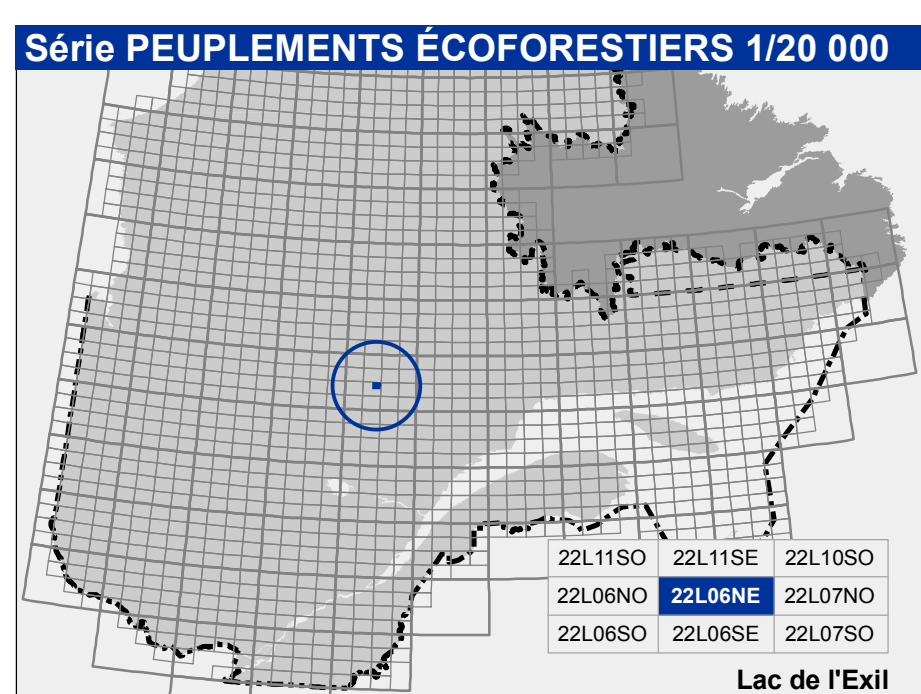 Série PEUPLEMENTS ÉCOFORESTIERS 1/20 000
22L11SO 22L11SE 22L10SO
22L06NO 22L06NE 22L07NO
22L06SO 22L06SE 22L07SO
Lac de l'Exil